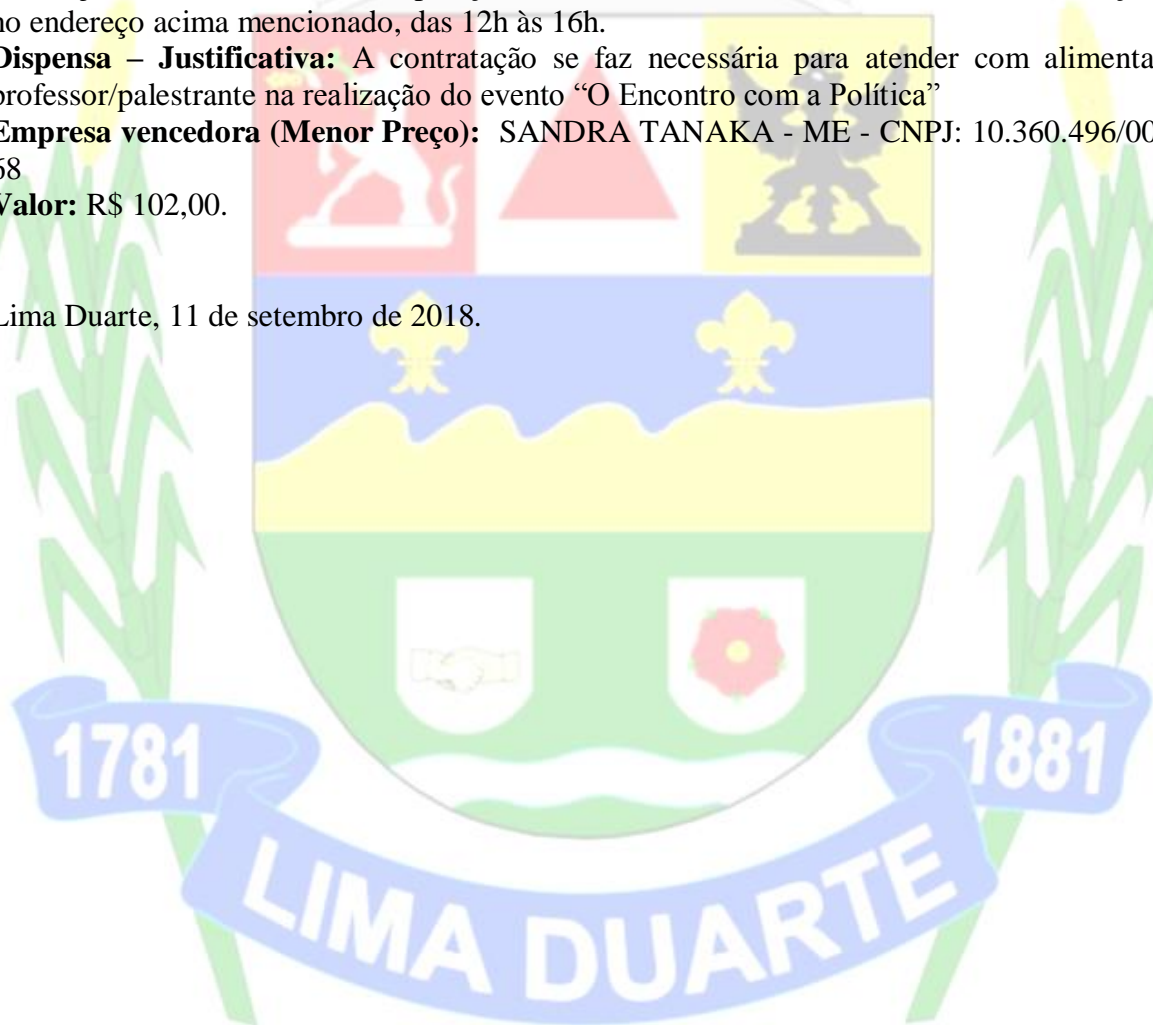 no endereço acima mencionado, das 12h às 16h.
Dispensa – Justificativa: A contratação se faz necessária para atender com alimenta
professor/palestrante na realização do evento “O Encontro com a Política”
Empresa vencedora (Menor Preço): SANDRA TANAKA - ME - CNPJ: 10.360.496/00
68
Valor: R$ 102,00.
Lima Duarte, 11 de setembro de 2018.
1781
1881
LIMA DUARTE